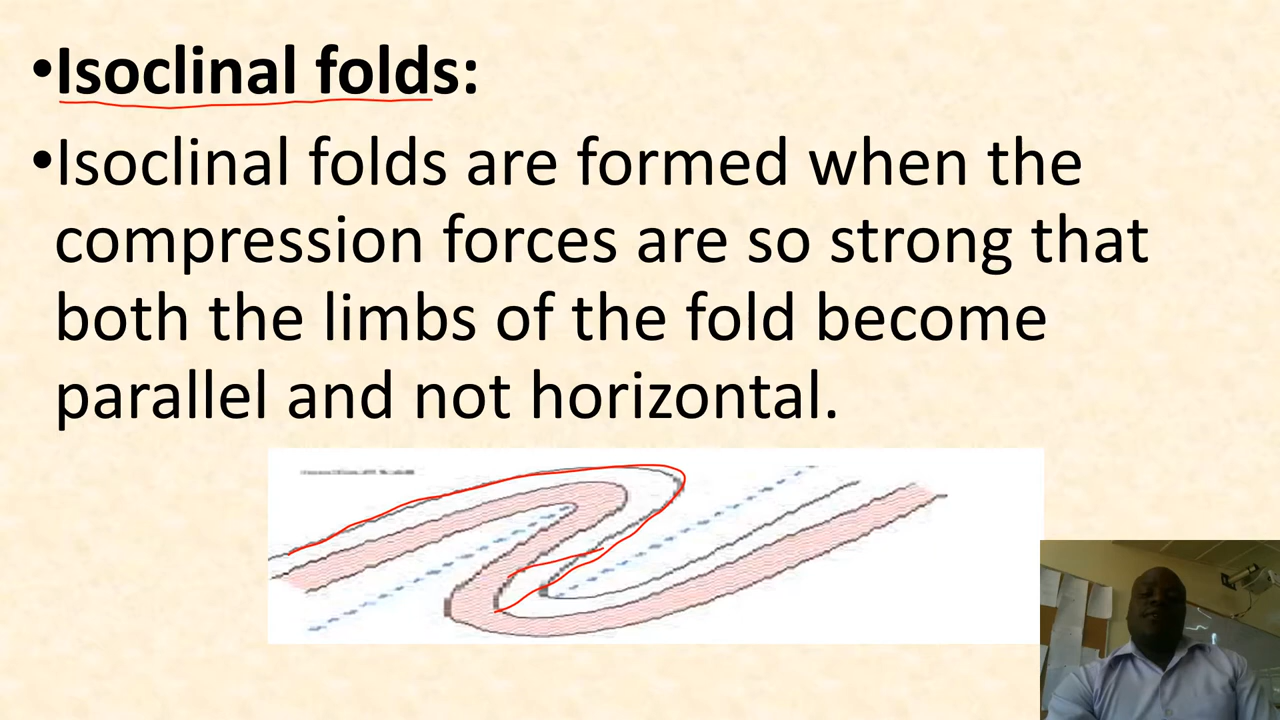 •Isoclinal folds:
•Isoclinal folds are formed when the
compression forces are so strong that
both the limbs of the fold become
parallel and not horizontal.